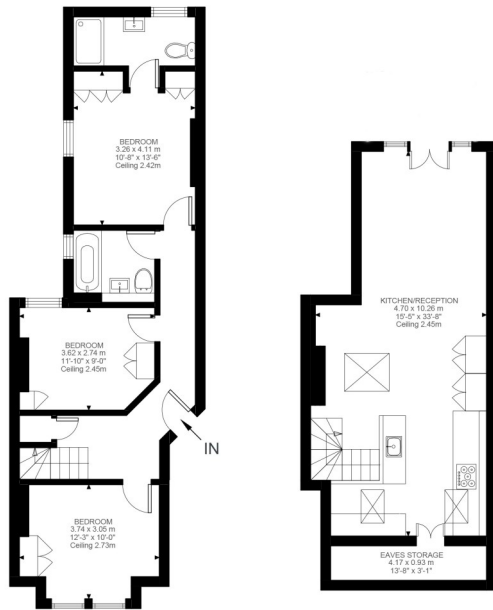 BEDROOM
3.26 x 4.11 m
10'-8" x 13'-6"
Ceiling 2.42m
BEDROOM
3.62 x 2.74 m
11'-10" x 9'-0"
Ceiling 2.45m
IN
BEDROOM
3.74 x 3.05 m
12'-3" x 10'-0"
Ceiling 2.73m
KITCHEN/RECEPTION
4.70 x 10.26 m
15'-5" x 33'-8"
Ceiling 2.45m
EAVES STORAGE
4.17 x 0.93 m
13'-8" x 3'-1"